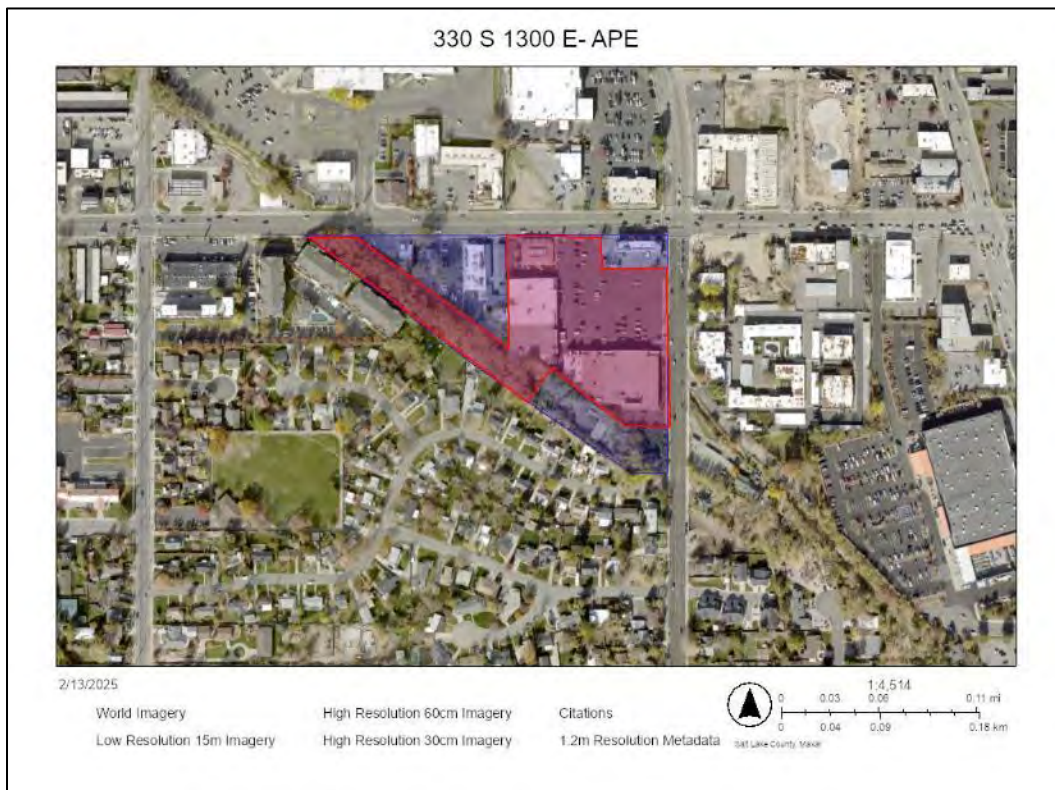 330 S 1300 E- APE
2/13/2025
1:4,514
World Imagery
High Resolution 60cm Imagery
Citations
Low Resolution 15m Imagery
High Resolution 30cm Imagery
1.2m Resolution Metadata
0 0.03 0.06 0.11 mi
0 0.04 0.09 0.18 km
Salt Lake County, Maxar